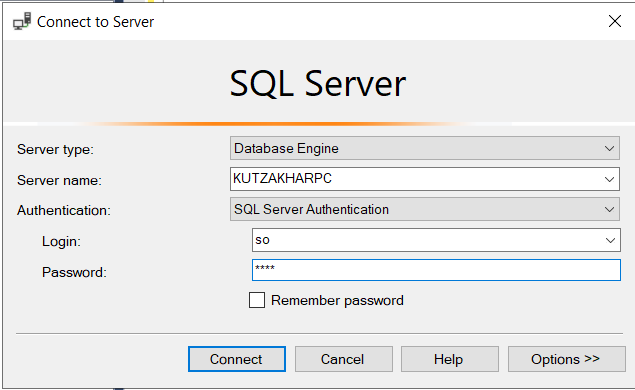 Connect to Server
SQL Server
Server type: Database Engine
Server name: KUTZAKHARPC
Authentication: SQL Server Authentication
Login: so
Password: ****
Remember password
Connect Cancel Help Options >>